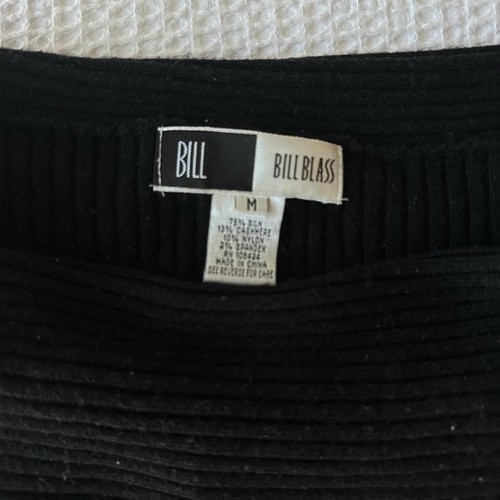 BILL BILL BLASS
M
75% SILK
13% CASHMERE
10% NYLON
2% SPANDEX
RN 106424
MADE IN CHINA
SEE REVERSE FOR CARE